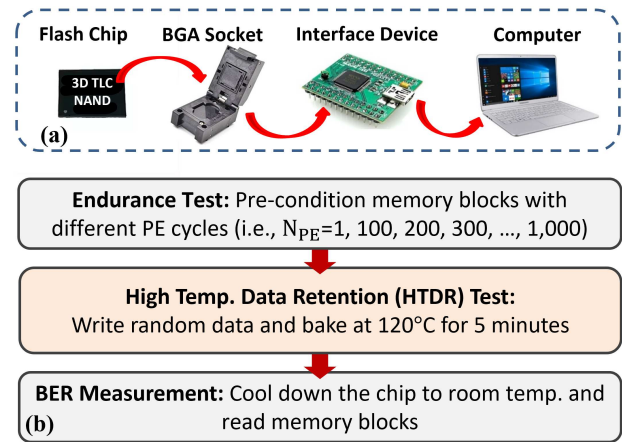 Flash Chip BGA Socket Interface Device Computer
3D TLC
NAND
(a)
Endurance Test: Pre-condition memory blocks with
different PE cycles (i.e., N_PE=1, 100, 200, 300, ..., 1,000)
High Temp. Data Retention (HTDR) Test:
Write random data and bake at 120°C for 5 minutes
BER Measurement: Cool down the chip to room temp. and
read memory blocks
(b)